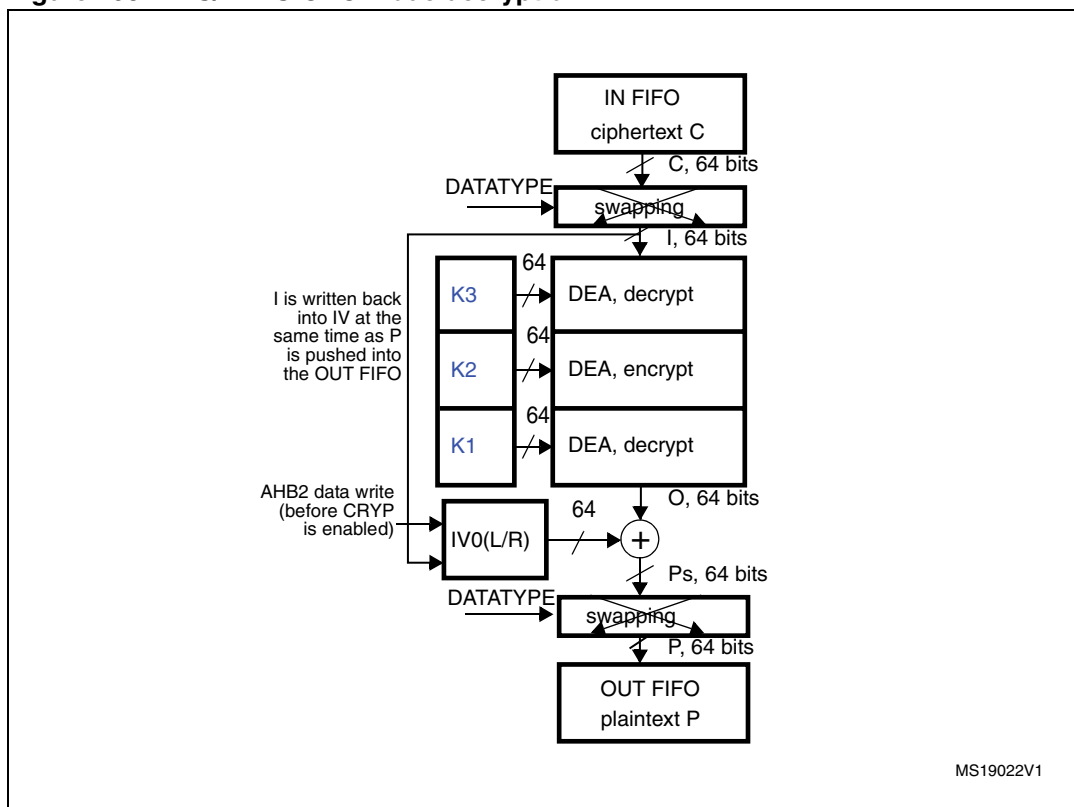 IN FIFO
ciphertext C
C, 64 bits
DATATYPE
swapping
I, 64 bits
I is written back
into IV at the
same time as P
is pushed into
the OUT FIFO
K3
64
DEA, decrypt
K2
64
DEA, encrypt
K1
64
DEA, decrypt
O, 64 bits
AHB2 data write
(before CRYP
is enabled)
IV0(L/R)
64
+
Ps, 64 bits
DATATYPE
swapping
P, 64 bits
OUT FIFO
plaintext P
MS19022V1